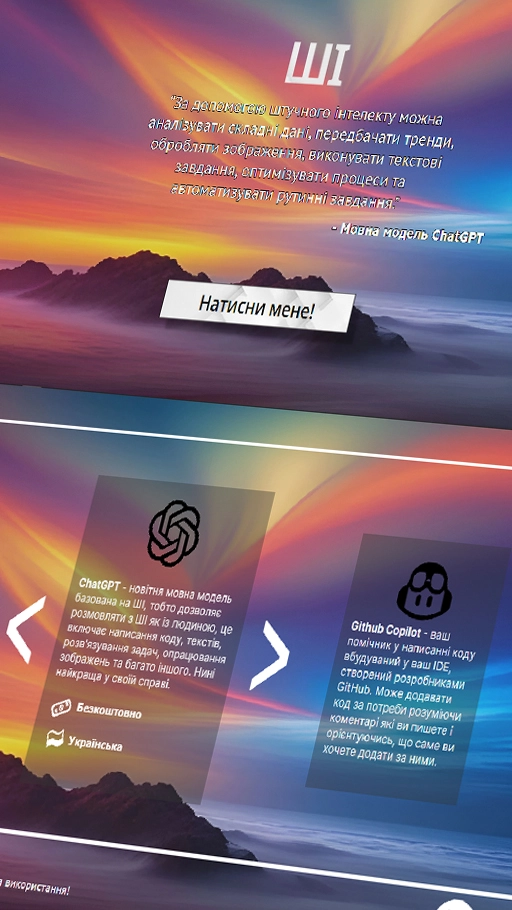 ШІ
"За допомогою штучного інтелекту можна
аналізувати складні дані, передбачати тренди,
обробляти зображення, виконувати текстові
завдання, оптимізувати процеси та
автоматизувати рутинні завдання."
- Мовна модель ChatGPT
Натисни мене!
ChatGPT - новітня мовна модель
базована на ШІ, тобто дозволяє
розмовляти з ШІ як із людиною, це
включає написання коду, текстів,
розв'язування задач, опрацювання
зображень та багато іншого. Нині
найкраща у своїй справі.
Безкоштовно
Українська
Github Copilot - ваш
помічник у написанні коду
вбудований у ваш IDE,
створений розробниками
GitHub. Може додавати
код за потреби розуміючи
коментарі які ви пишете і
орієнтуючись, що саме ви
хочете додати за ними.
використання!